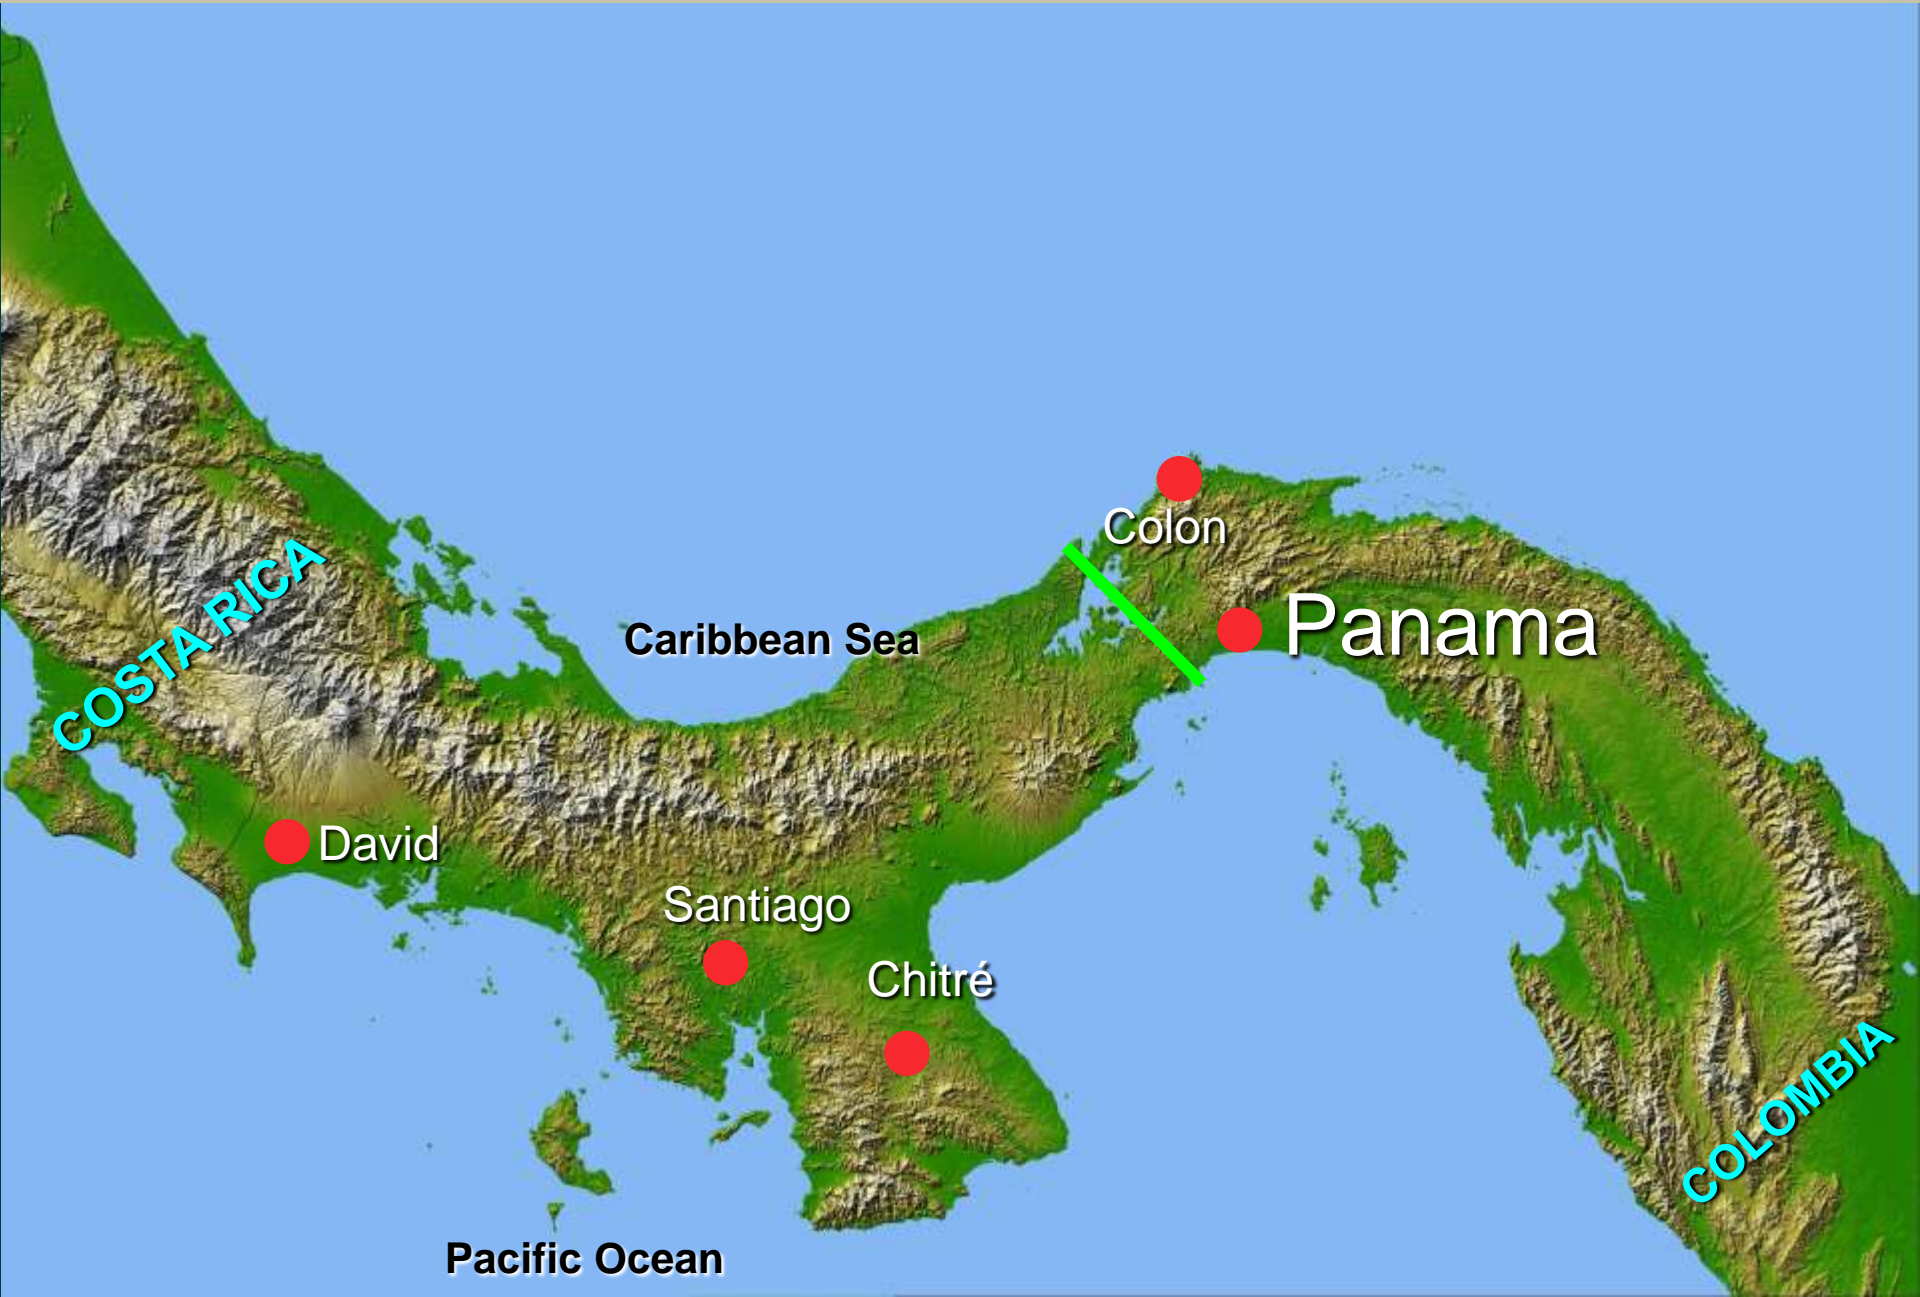 Colon
COSTA RICA
Panama
Caribbean Sea
David
Santiago
Chitré
COLOMBIA
Pacific Ocean